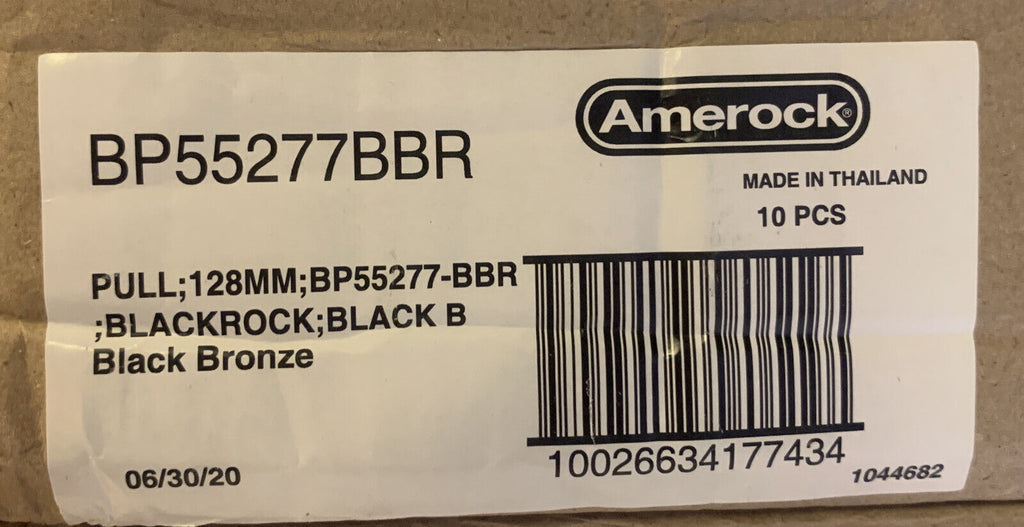 Amerock®
BP55277BBR
MADE IN THAILAND
10 PCS
PULL;128MM;BP55277-BBR
;BLACKROCK;BLACK B
Black Bronze
10026634177434
06/30/20
1044682